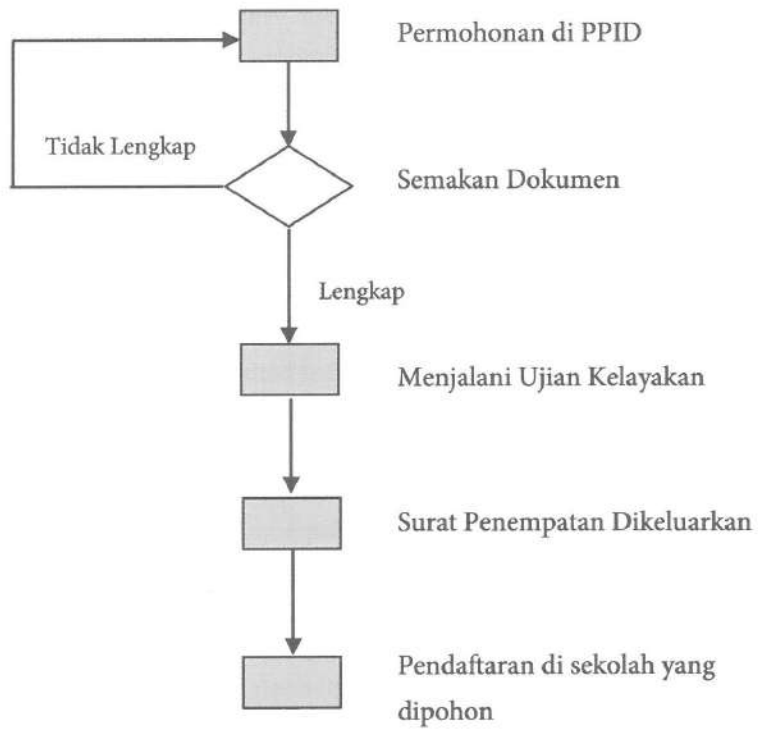 Permohonan di PPID
Tidak Lengkap
Semakan Dokumen
Lengkap
Menjalani Ujian Kelayakan
Surat Penempatan Dikeluarkan
Pendaftaran di sekolah yang
dipohon